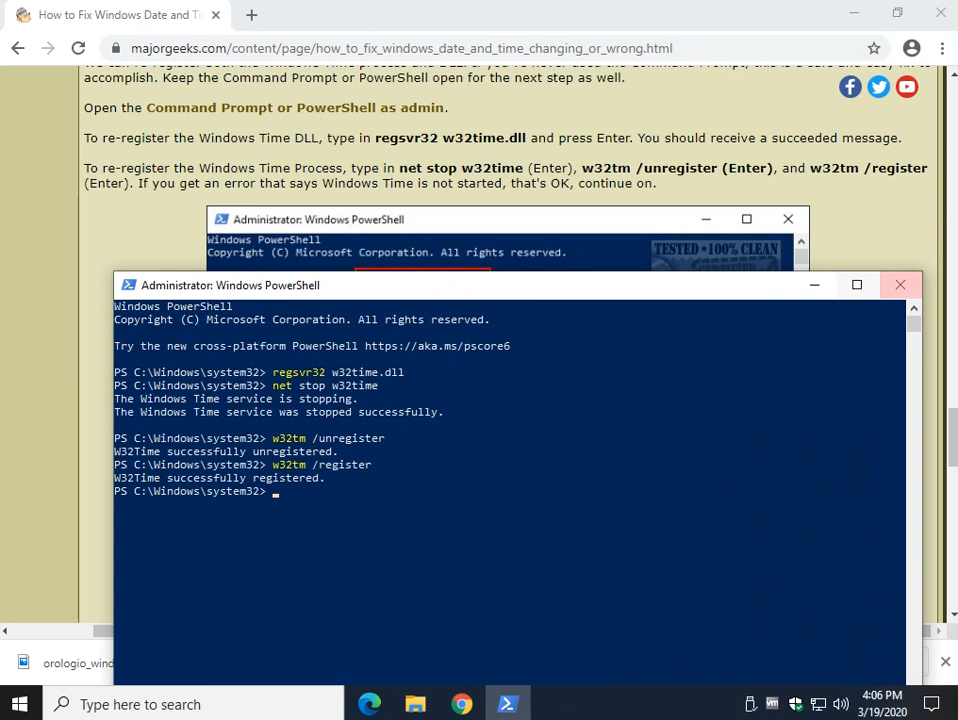 How to Fix Windows Date and Ti
majorgeeks.com/content/page/how_to_fix_windows_date_and_time_changing_or_wrong.html
accomplish. Keep the Command Prompt or PowerShell open for the next step as well.
Open the Command Prompt or PowerShell as admin.
To re-register the Windows Time DLL, type in regsvr32 w32time.dll and press Enter. You should receive a succeeded message.
To re-register the Windows Time Process, type in net stop w32time (Enter), w32tm /unregister (Enter), and w32tm /register
(Enter). If you get an error that says Windows Time is not started, that's OK, continue on.
Administrator: Windows PowerShell
Windows PowerShell
Copyright (C) Microsoft Corporation. All rights reserved.
TESTED ★ 100% CLEAN
Administrator: Windows PowerShell
Windows PowerShell
Copyright (C) Microsoft Corporation. All rights reserved.
Try the new cross-platform PowerShell https://aka.ms/pscore6
PS C:\Windows\system32> regsvr32 w32time.dll
PS C:\Windows\system32> net stop w32time
The Windows Time service is stopping.
The Windows Time service was stopped successfully.
PS C:\Windows\system32> w32tm /unregister
W32Time successfully unregistered.
PS C:\Windows\system32> w32tm /register
W32Time successfully registered.
PS C:\Windows\system32>
orologio_wind
Type here to search
vm
4:06 PM
3/19/2020